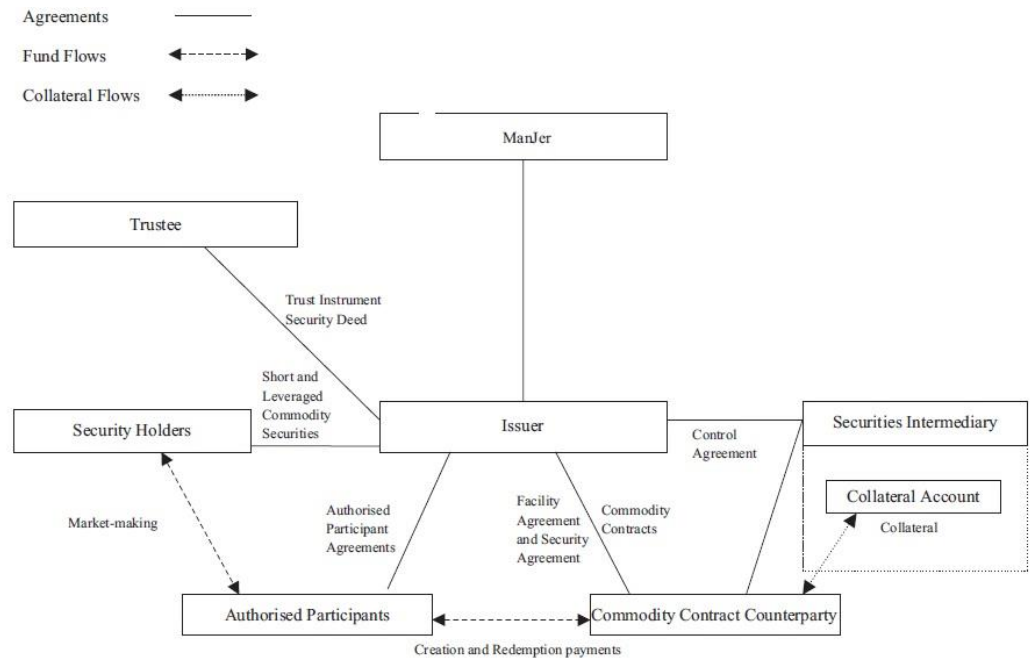 Agreements
Fund Flows
Collateral Flows
ManJer
Trustee
Trust Instrument
Security Deed
Short and
Leveraged
Commodity
Securities
Security Holders
Issuer
Control
Agreement
Securities Intermediary
Collateral Account
Collateral
Market-making
Authorised
Participant
Agreements
Facility
Agreement
and Security
Agreement
Commodity
Contracts
Authorised Participants
Commodity Contract Counterparty
Creation and Redemption payments